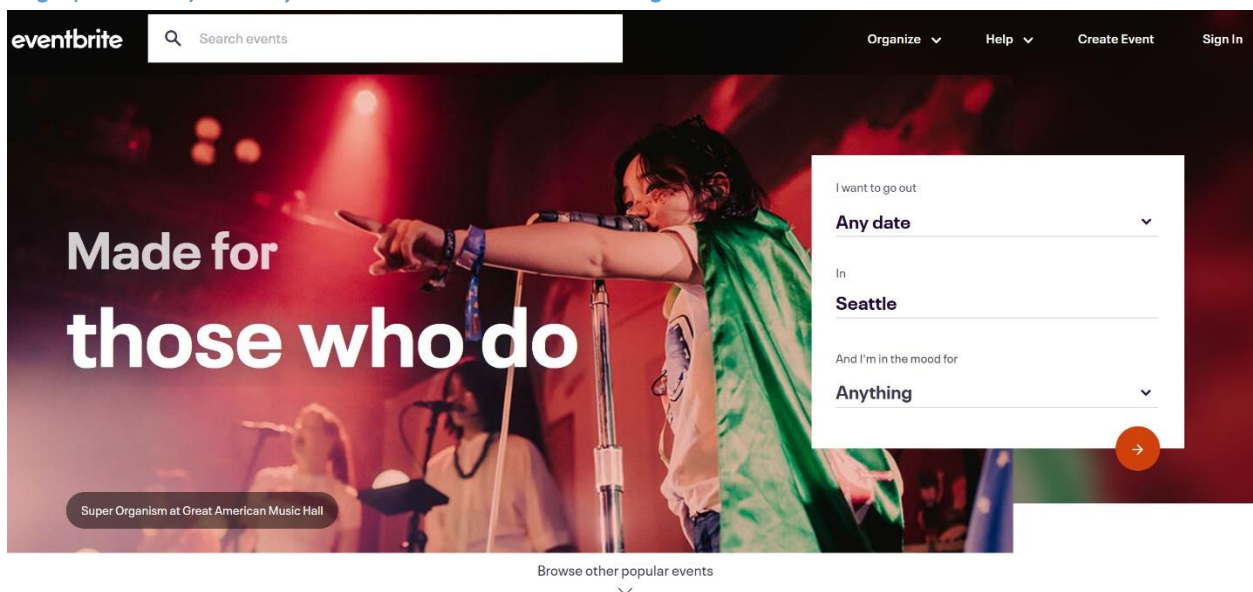 eventbrite
Search events
Organize
Help
Create Event
Sign In
Made for
those who do
I want to go out
Any date
In
Seattle
And I'm in the mood for
Anything
Super Organism at Great American Music Hall
Browse other popular events